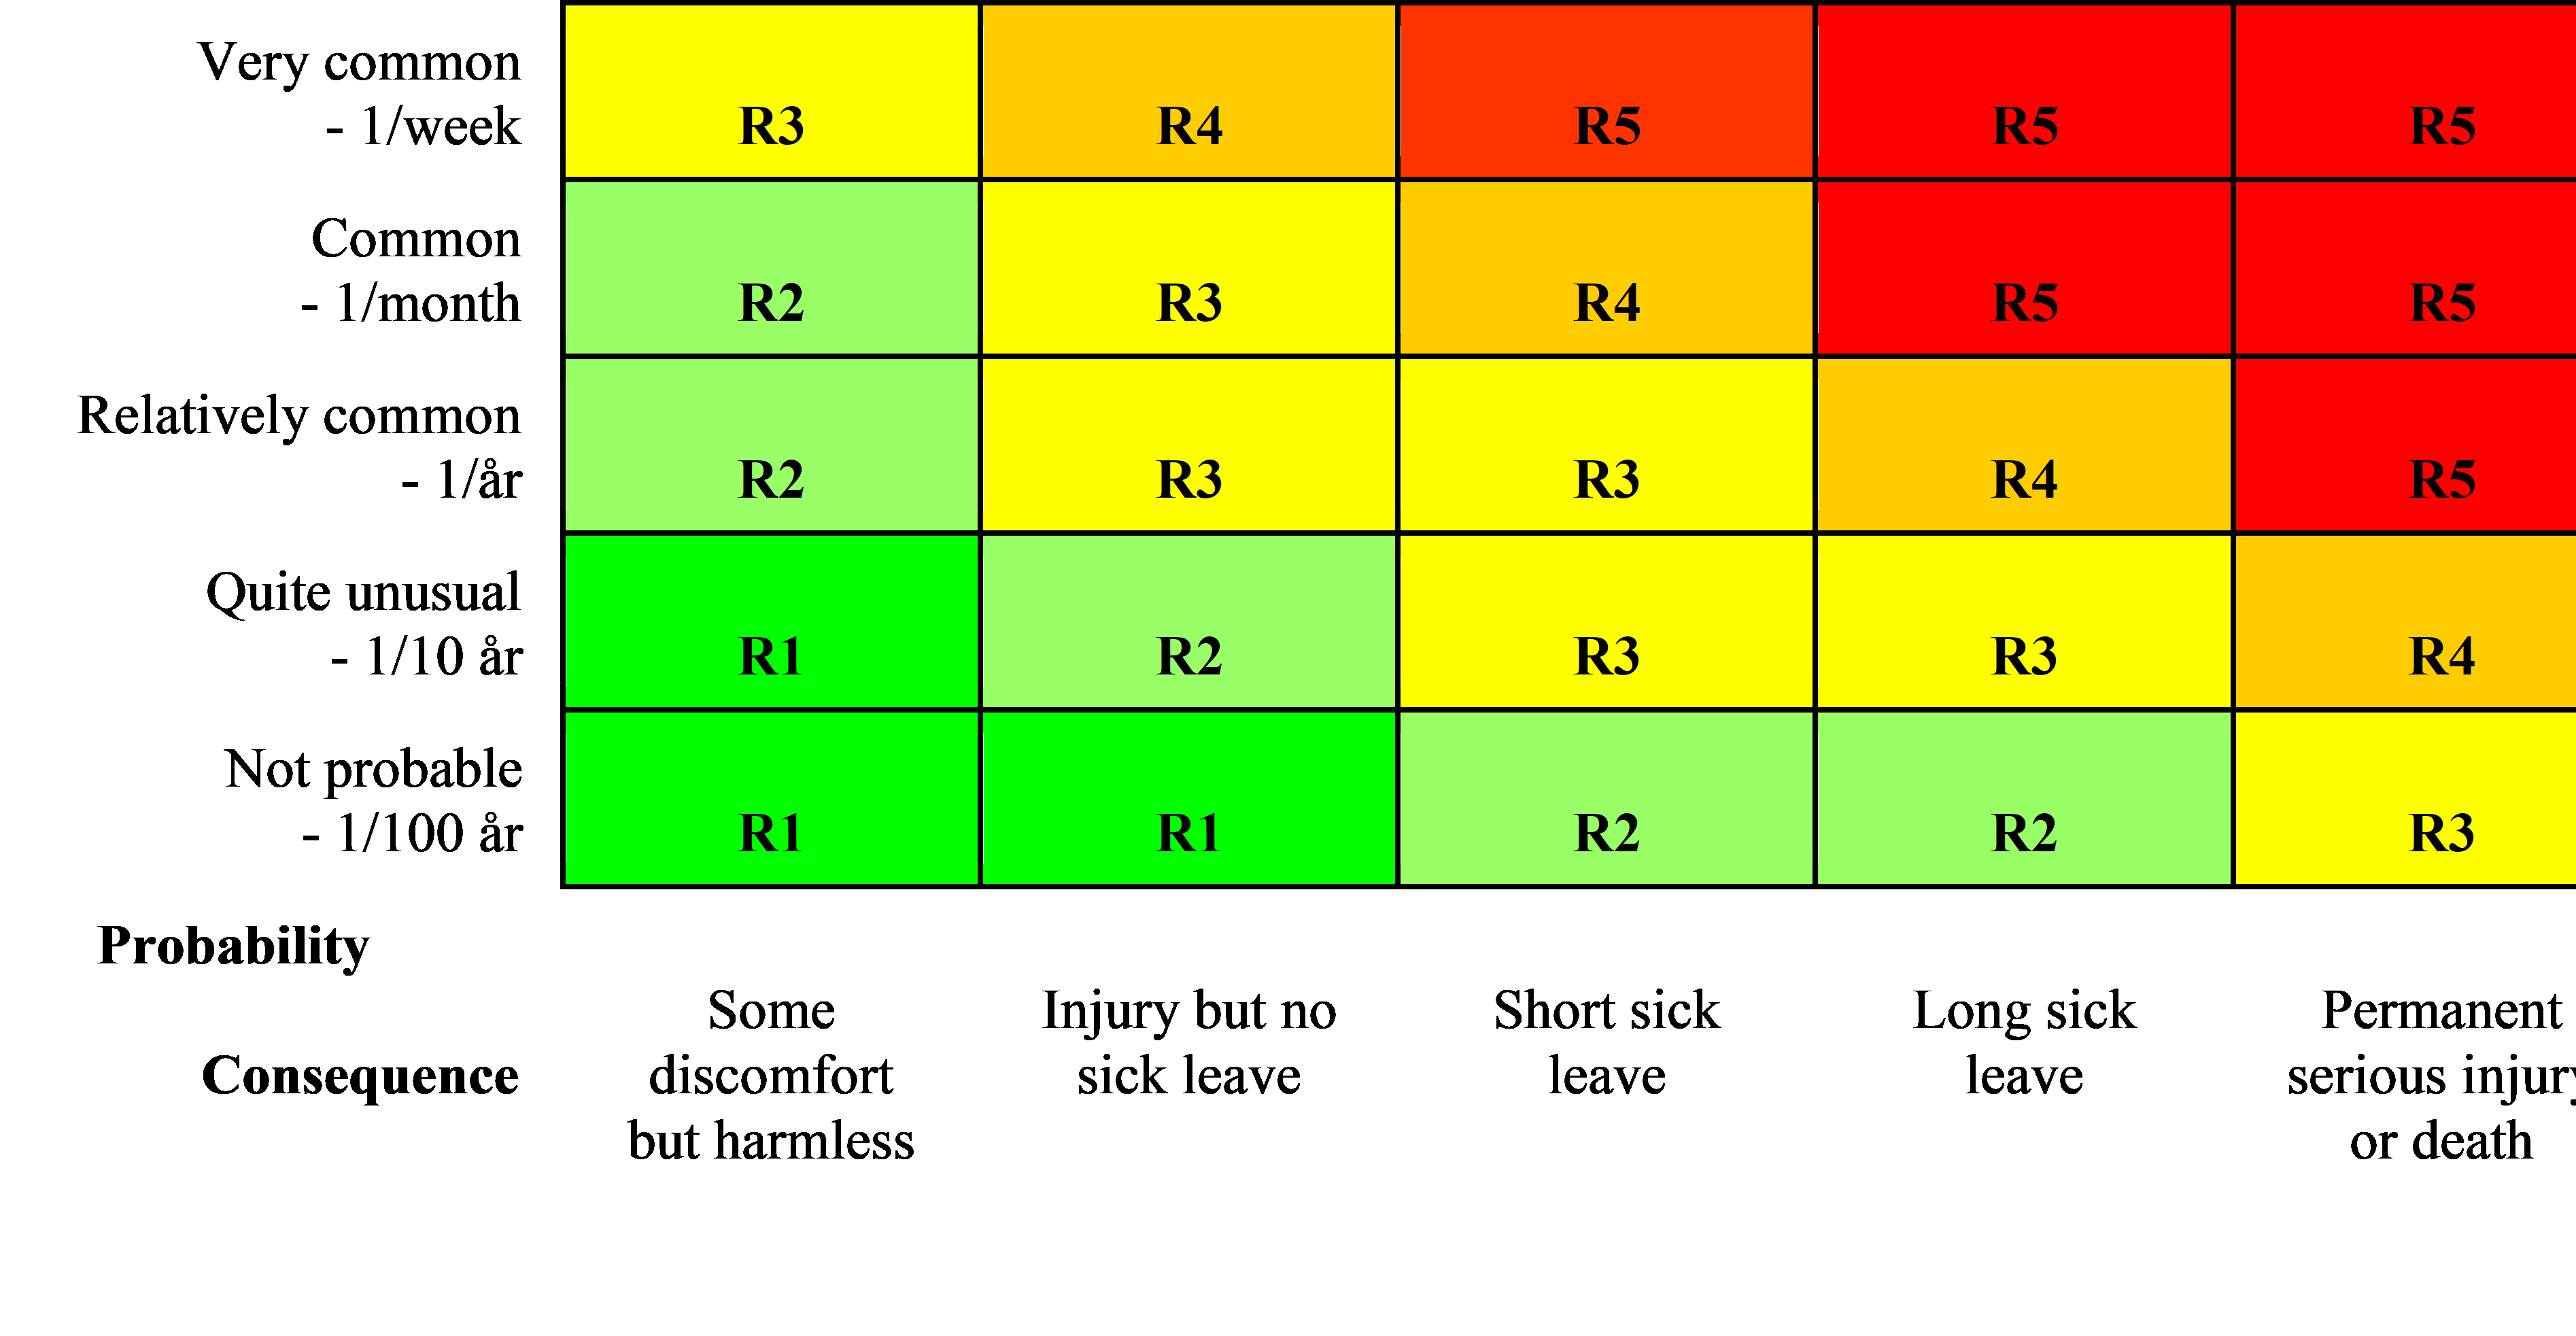 Very common
- 1/week
R3 R4 R5 R5 R5
Common
- 1/month
R2 R3 R4 R5 R5
Relatively common
- 1/år
R2 R3 R3 R4 R5
Quite unusual
- 1/10 år
R1 R2 R3 R3 R4
Not probable
- 1/100 år
R1 R1 R2 R2 R3
Probability
Consequence
Some
discomfort
but harmless
Injury but no
sick leave
Short sick
leave
Long sick
leave
Permanent
serious injury
or death